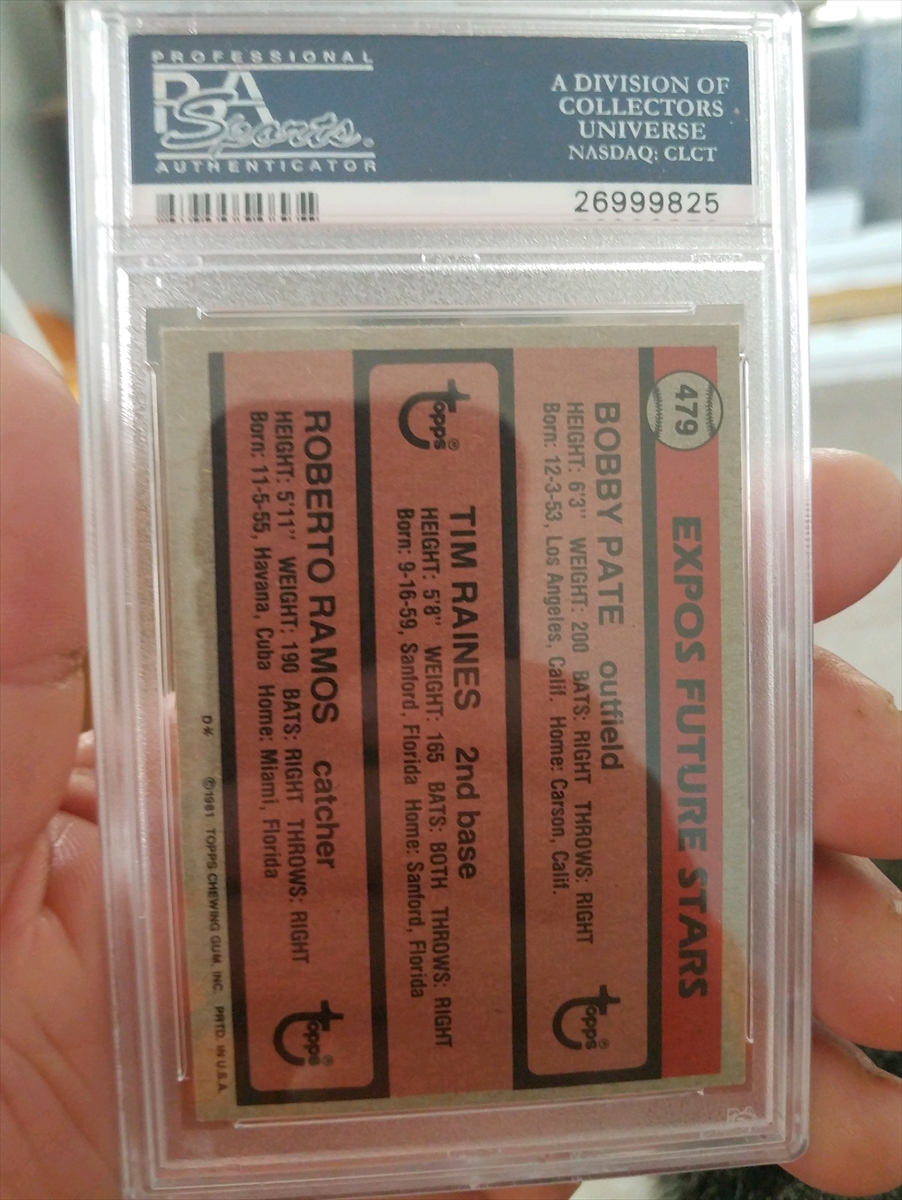 PROFESSIONAL
PSA
Sports.
AUTHENTICATOR
A DIVISION OF
COLLECTORS
UNIVERSE
NASDAQ: CLCT
26999825
479
EXPOS FUTURE STARS
BOBBY PATE outfield
HEIGHT: 6'3" WEIGHT: 200 BATS: RIGHT THROWS: RIGHT
Born: 12-3-53, Los Angeles, Calif. Home: Carson, Calif.
Topps®
Topps®
TIM RAINES 2nd base
HEIGHT: 5'8" WEIGHT: 165 BATS: BOTH THROWS: RIGHT
Born: 9-16-59, Sanford, Florida Home: Sanford, Florida
ROBERTO RAMOS catcher
HEIGHT: 5'11" WEIGHT: 190 BATS: RIGHT THROWS: RIGHT
Born: 11-5-55, Havana, Cuba Home: Miami, Florida
Topps®
D* ©1981 TOPPS CHEWING GUM, INC. PRTD. IN U.S.A.